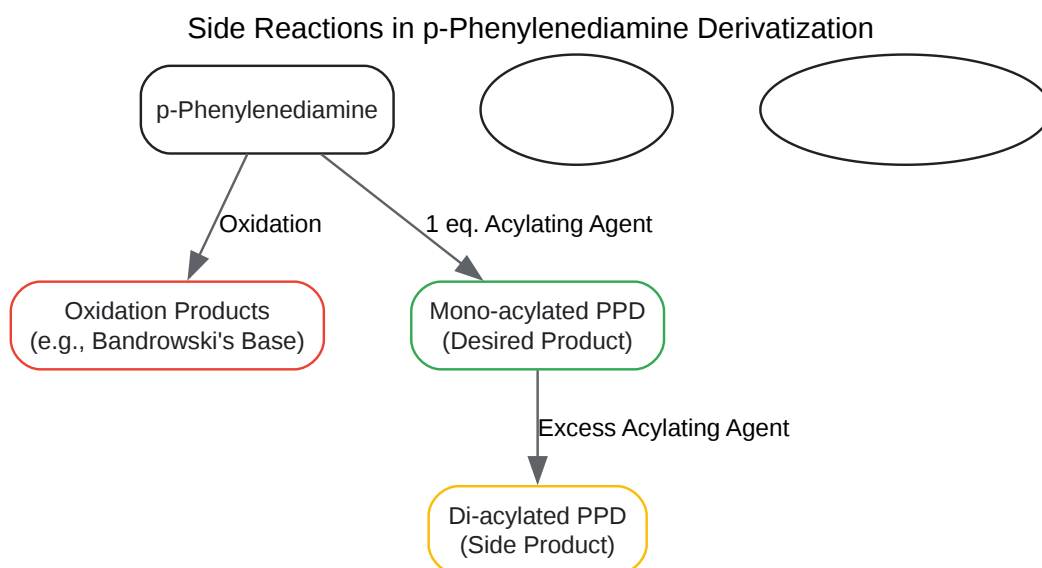 Side Reactions in p-Phenylenediamine Derivatization
p-Phenylenediamine
Oxidation
1 eq. Acylating Agent
Oxidation Products
(e.g., Bandrowski's Base)
Mono-acylated PPD
(Desired Product)
Excess Acylating Agent
Di-acylated PPD
(Side Product)